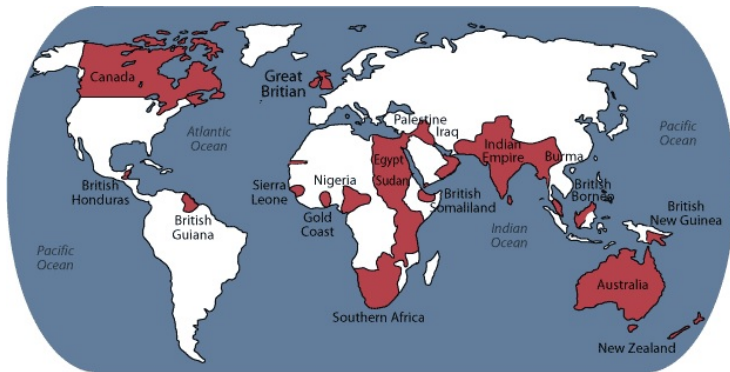 Canada
Great
Britian
Atlantic
Ocean
Palestine
Iraq
Pacific
Ocean
Egypt
Indian
Empire
Burma
British
Honduras
Sierra
Leone
Nigeria
Sudan
British
Somaliland
British
Borneo
British
New Guinea
British
Guiana
Gold
Coast
Indian
Ocean
Pacific
Ocean
Australia
Southern Africa
New Zealand